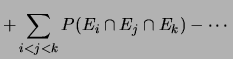 $+\sum_{i<j<k} P(E_i \cap E_j \cap E_k) - \cdots$